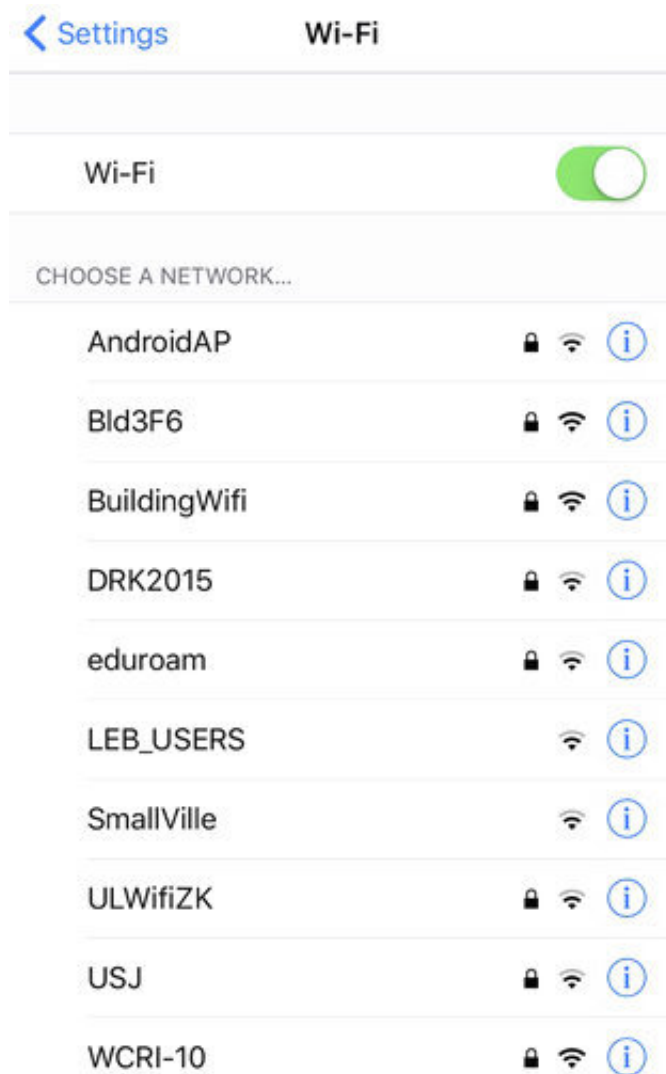 Settings Wi-Fi
Wi-Fi
CHOOSE A NETWORK...
AndroidAP
Bld3F6
BuildingWifi
DRK2015
eduroam
LEB_USERS
SmallVille
ULWifiZK
USJ
WCRI-10